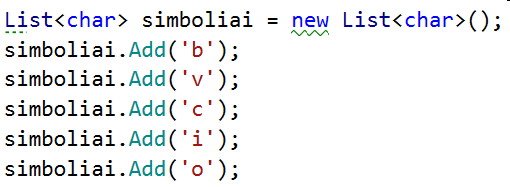 List<char> simboliai = new List<char>();
simboliai.Add('b');
simboliai.Add('v');
simboliai.Add('c');
simboliai.Add('i');
simboliai.Add('o');